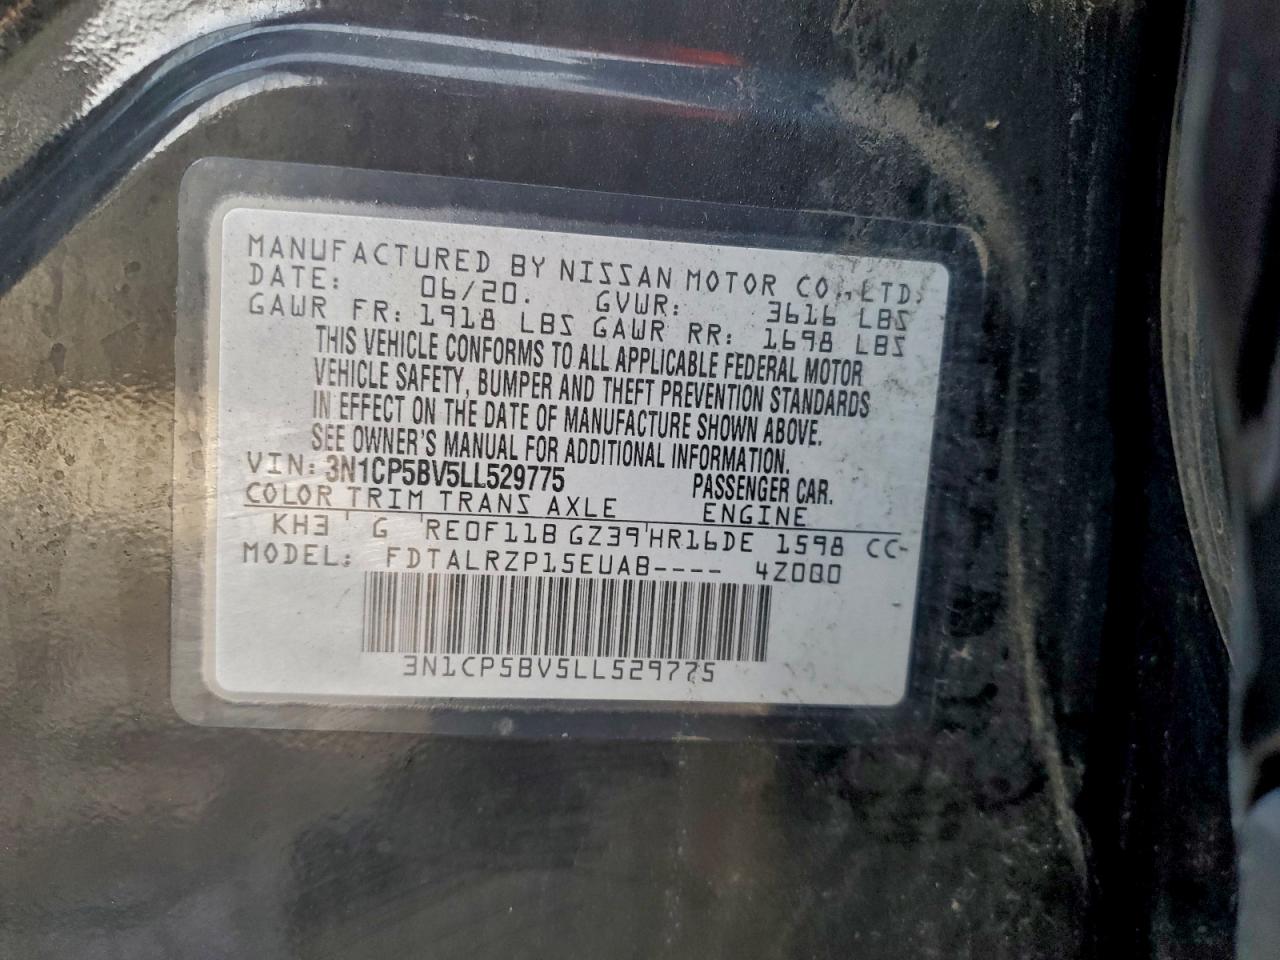 MANUFACTURED BY NISSAN MOTOR CO.,LTD.
DATE: 06/20. GVWR: 3616 LBS
GAWR FR: 1918 LBS GAWR RR: 1698 LBS
THIS VEHICLE CONFORMS TO ALL APPLICABLE FEDERAL MOTOR
VEHICLE SAFETY, BUMPER AND THEFT PREVENTION STANDARDS
IN EFFECT ON THE DATE OF MANUFACTURE SHOWN ABOVE.
SEE OWNER'S MANUAL FOR ADDITIONAL INFORMATION.
VIN: 3N1CP5BV5LL529775 PASSENGER CAR.
COLOR TRIM TRANS AXLE ENGINE
KH3 ' G 'RE0F11B GZ39'HR16DE 1598 CC-
MODEL: FDTALRZP15EUAB---- 4Z0Q0
3N1CP5BV5LL529775